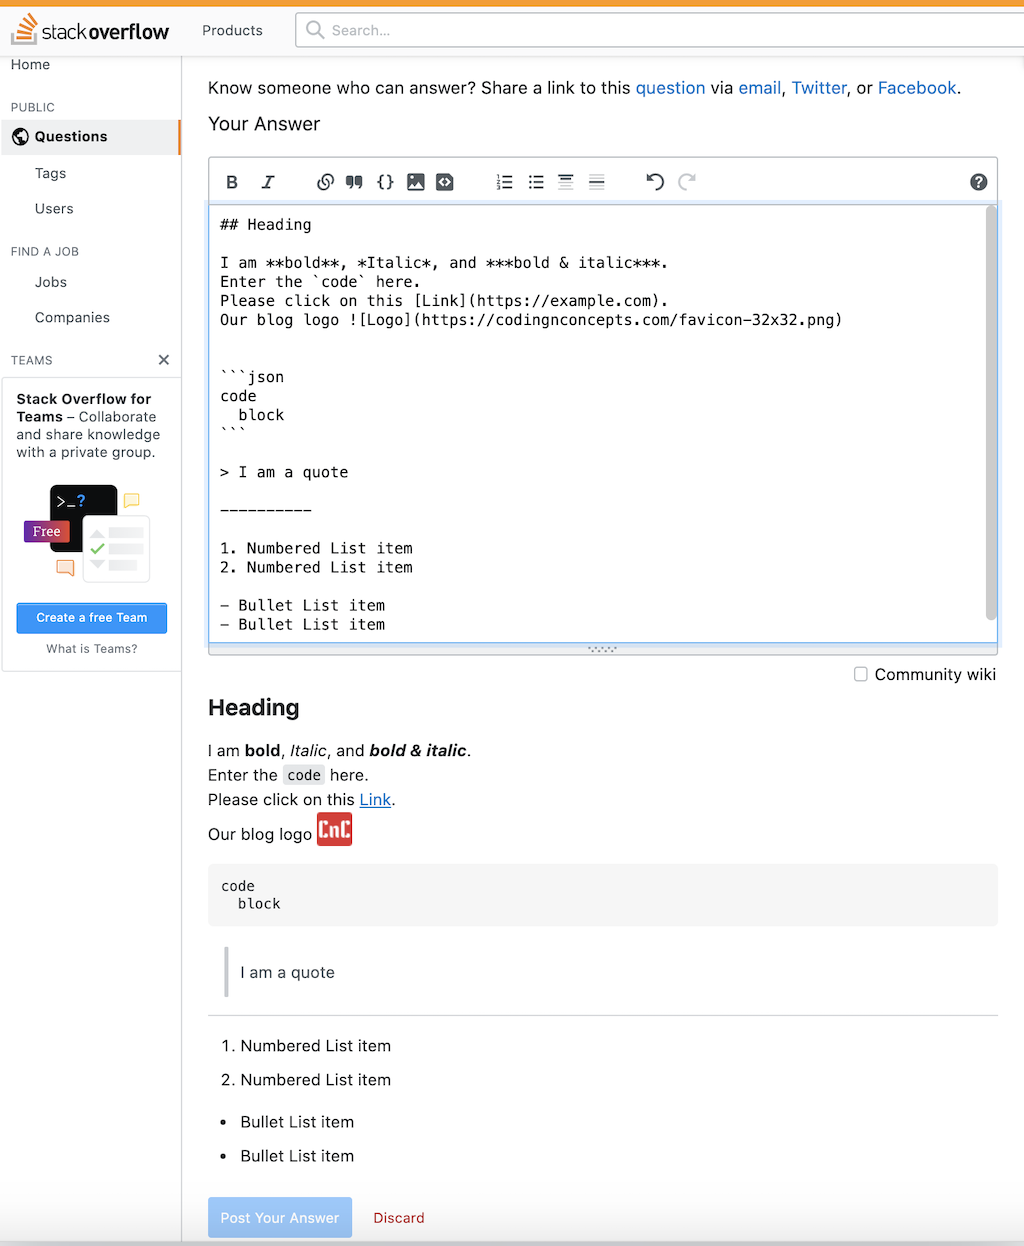 stackoverflow
Products
Search...
Home
PUBLIC
Questions
Tags
Users
FIND A JOB
Jobs
Companies
TEAMS
Stack Overflow for
Teams – Collaborate
and share knowledge
with a private group.
>_?
Free
Create a free Team
What is Teams?
Know someone who can answer? Share a link to this question via email, Twitter, or Facebook.
Your Answer
B I
## Heading
I am **bold**, *Italic*, and ***bold & italic***.
Enter the `code` here.
Please click on this [Link](https://example.com).
Our blog logo ![Logo](https://codingnconcepts.com/favicon-32x32.png)
```json
code
  block
```
> I am a quote
----------
1. Numbered List item
2. Numbered List item
- Bullet List item
- Bullet List item
Community wiki
Heading
I am bold, Italic, and bold & italic.
Enter the code here.
Please click on this Link.
Our blog logo CnC
code
  block
I am a quote
1. Numbered List item
2. Numbered List item
• Bullet List item
• Bullet List item
Post Your Answer Discard